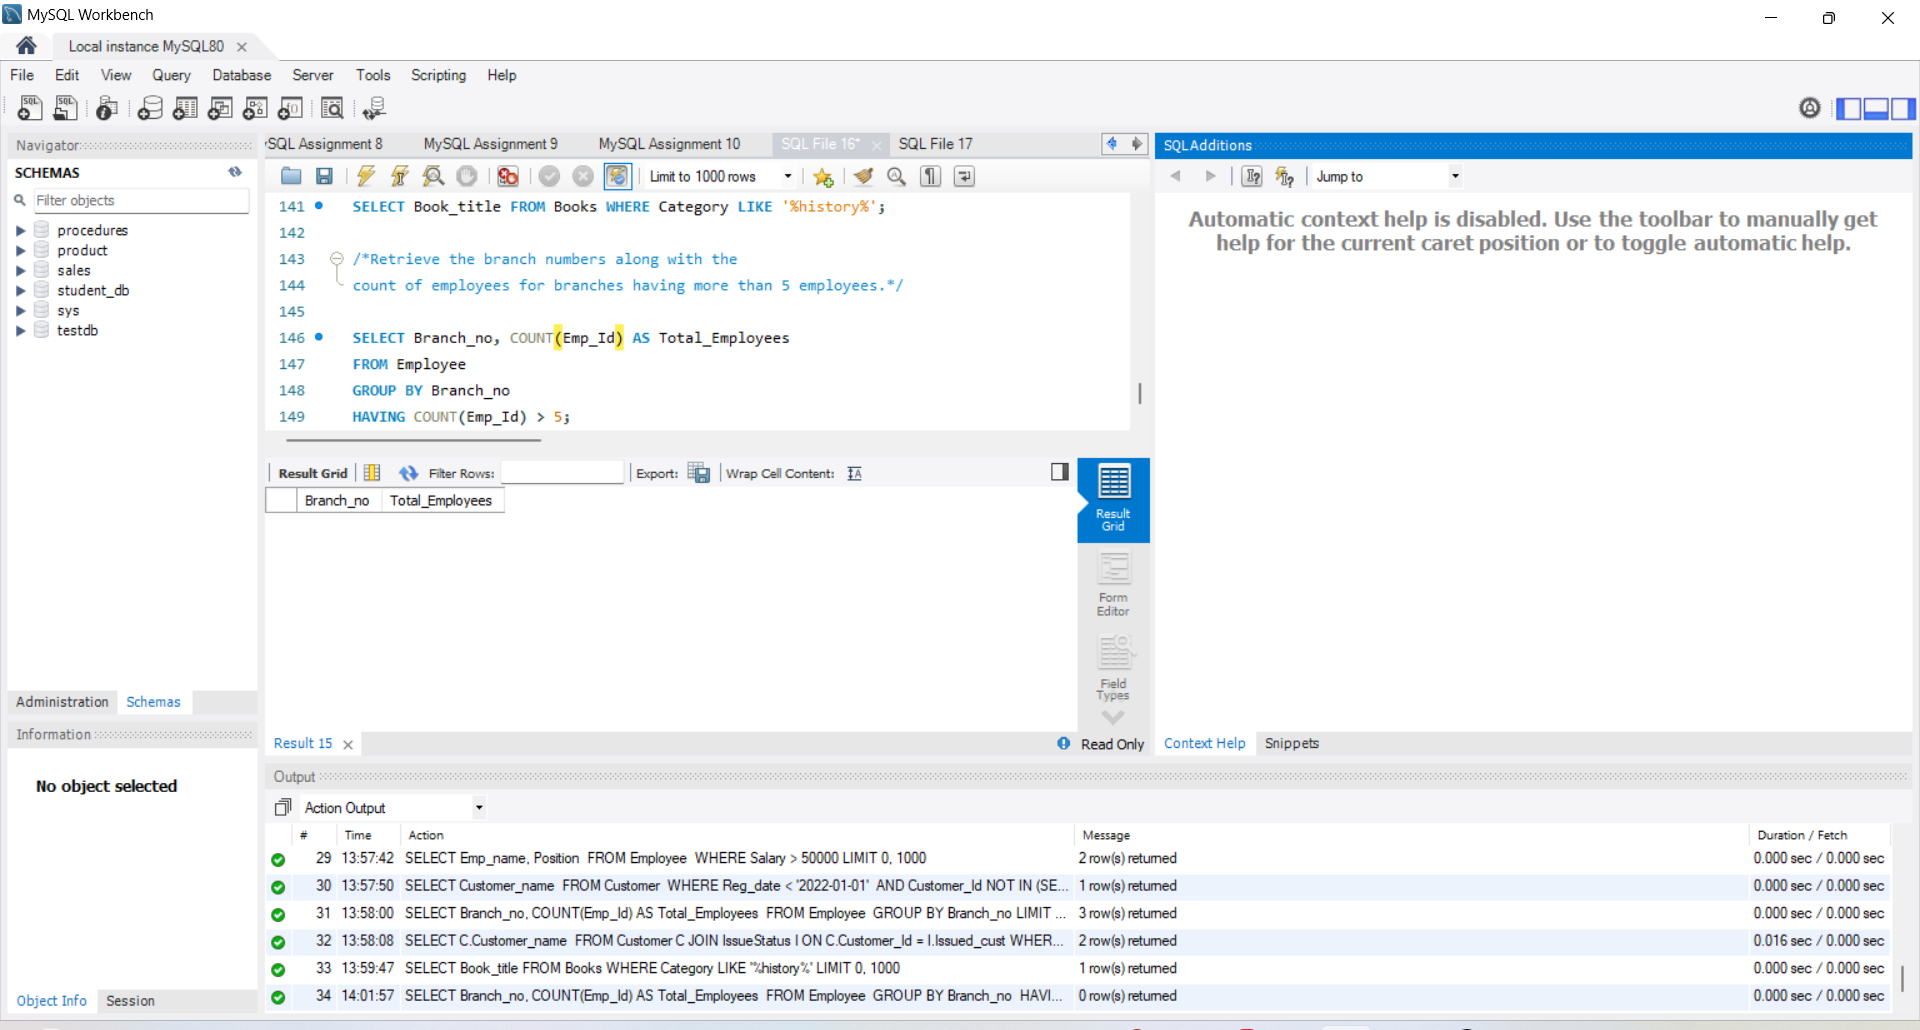 MySQL Workbench
Local instance MySQL80
File Edit View Query Database Server Tools Scripting Help
Navigator
SCHEMAS
Filter objects
procedures
product
sales
student_db
sys
testdb
Administration Schemas
Information
No object selected
Object Info Session
SQL Assignment 8 MySQL Assignment 9 MySQL Assignment 10 SQL File 16* SQL File 17
Limit to 1000 rows
141 SELECT Book_title FROM Books WHERE Category LIKE '%history%';
142
143 /*Retrieve the branch numbers along with the
144 count of employees for branches having more than 5 employees.*/
145
146 SELECT Branch_no, COUNT(Emp_Id) AS Total_Employees
147 FROM Employee
148 GROUP BY Branch_no
149 HAVING COUNT(Emp_Id) > 5;
Result Grid Filter Rows: Export: Wrap Cell Content:
Branch_no Total_Employees
Result Grid
Form Editor
Field Types
Result 15
Read Only
SQLAdditions
Jump to
Automatic context help is disabled. Use the toolbar to manually get
help for the current caret position or to toggle automatic help.
Context Help Snippets
Output
Action Output
# Time Action Message Duration / Fetch
29 13:57:42 SELECT Emp_name, Position FROM Employee WHERE Salary > 50000 LIMIT 0, 1000 2 row(s) returned 0.000 sec / 0.000 sec
30 13:57:50 SELECT Customer_name FROM Customer WHERE Reg_date < '2022-01-01' AND Customer_Id NOT IN (SE... 1 row(s) returned 0.000 sec / 0.000 sec
31 13:58:00 SELECT Branch_no, COUNT(Emp_Id) AS Total_Employees FROM Employee GROUP BY Branch_no LIMIT ... 3 row(s) returned 0.000 sec / 0.000 sec
32 13:58:08 SELECT C.Customer_name FROM Customer C JOIN IssueStatus I ON C.Customer_Id = I.Issued_cust WHER... 2 row(s) returned 0.016 sec / 0.000 sec
33 13:59:47 SELECT Book_title FROM Books WHERE Category LIKE '%history%' LIMIT 0, 1000 1 row(s) returned 0.000 sec / 0.000 sec
34 14:01:57 SELECT Branch_no, COUNT(Emp_Id) AS Total_Employees FROM Employee GROUP BY Branch_no HAVI... 0 row(s) returned 0.000 sec / 0.000 sec